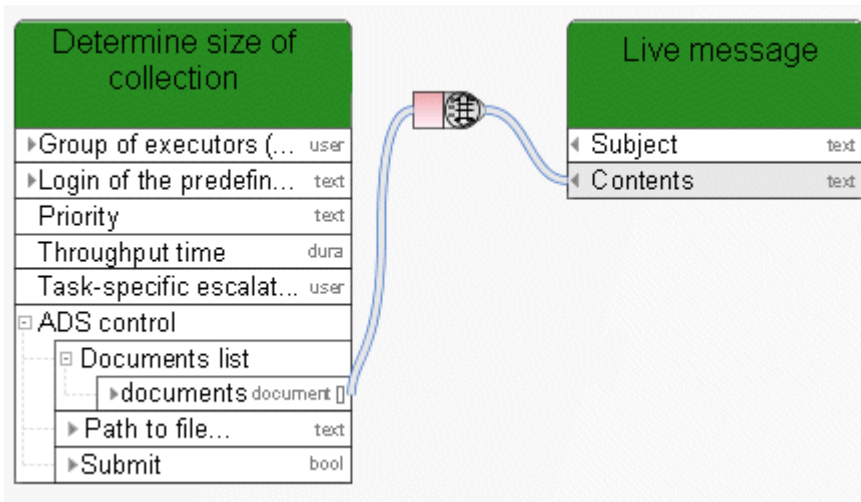 Determine size of
collection
Group of executors (... user
Login of the predefin... text
Priority text
Throughput time dura
Task-specific escalat... user
ADS control
Documents list
documents document []
Path to file... text
Submit bool
Live message
Subject text
Contents text